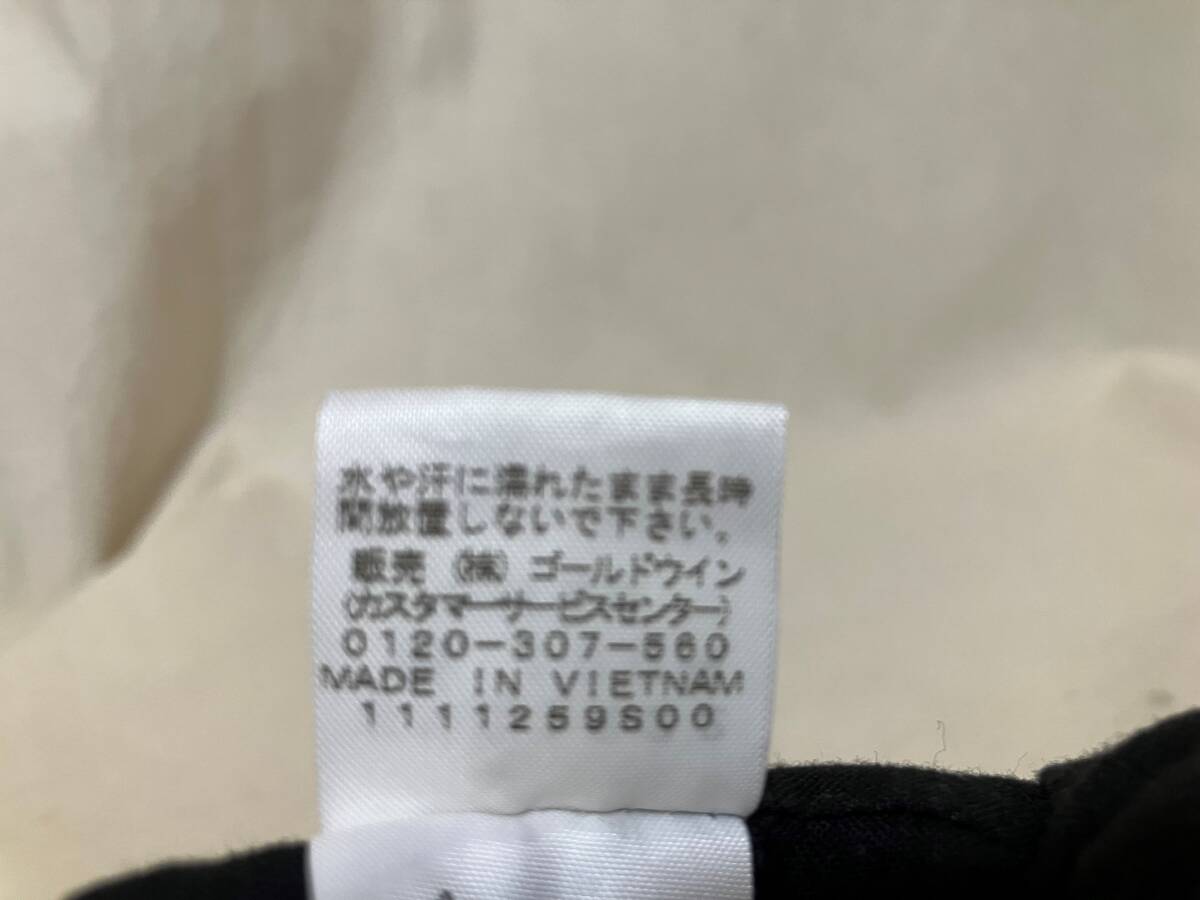 水や汗に濡れたまま長時
間放置しないで下さい。
販売 (株) ゴールドウイン
(カスタマーサービスセンター)
0120-307-560
MADE IN VIETNAM
1111259S00